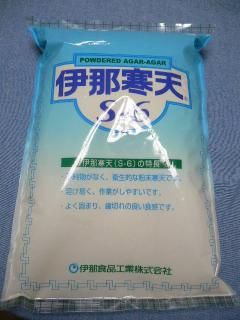 POWDERED AGAR-AGAR
伊那寒天
S-6
伊那寒天(S-6)の特長
純物がなく、衛生的な粉末寒天です。
・溶け易く、作業がしやすいです。
・よく固まり、歯切れの良い食感です。
伊那食品工業株式会社